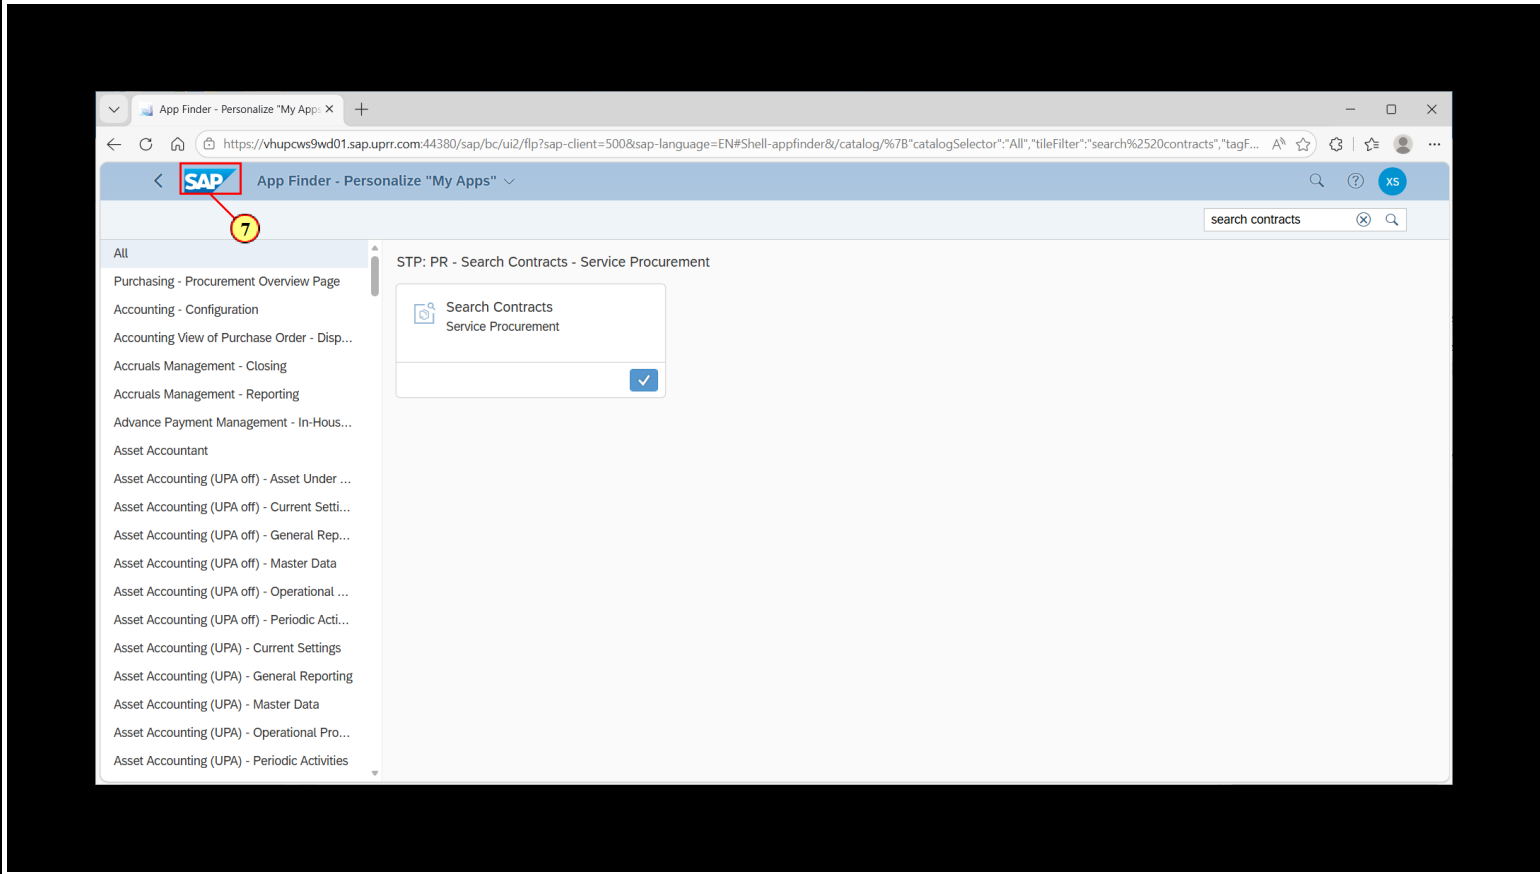 App Finder - Personalize "My Apps
https://vhupcws9wd01.sap.uprr.com:44380/sap/bc/ui2/flp?sap-client=500&sap-language=EN#Shell-appfinder&/catalog/%7B"catalogSelector":"All","tileFilter":"search%2520contracts","tagF...
SAP App Finder - Personalize "My Apps" XS
7
search contracts
All
Purchasing - Procurement Overview Page
Accounting - Configuration
Accounting View of Purchase Order - Disp...
Accruals Management - Closing
Accruals Management - Reporting
Advance Payment Management - In-Hous...
Asset Accountant
Asset Accounting (UPA off) - Asset Under ...
Asset Accounting (UPA off) - Current Setti...
Asset Accounting (UPA off) - General Rep...
Asset Accounting (UPA off) - Master Data
Asset Accounting (UPA off) - Operational ...
Asset Accounting (UPA off) - Periodic Acti...
Asset Accounting (UPA) - Current Settings
Asset Accounting (UPA) - General Reporting
Asset Accounting (UPA) - Master Data
Asset Accounting (UPA) - Operational Pro...
Asset Accounting (UPA) - Periodic Activities
STP: PR - Search Contracts - Service Procurement
Search Contracts
Service Procurement